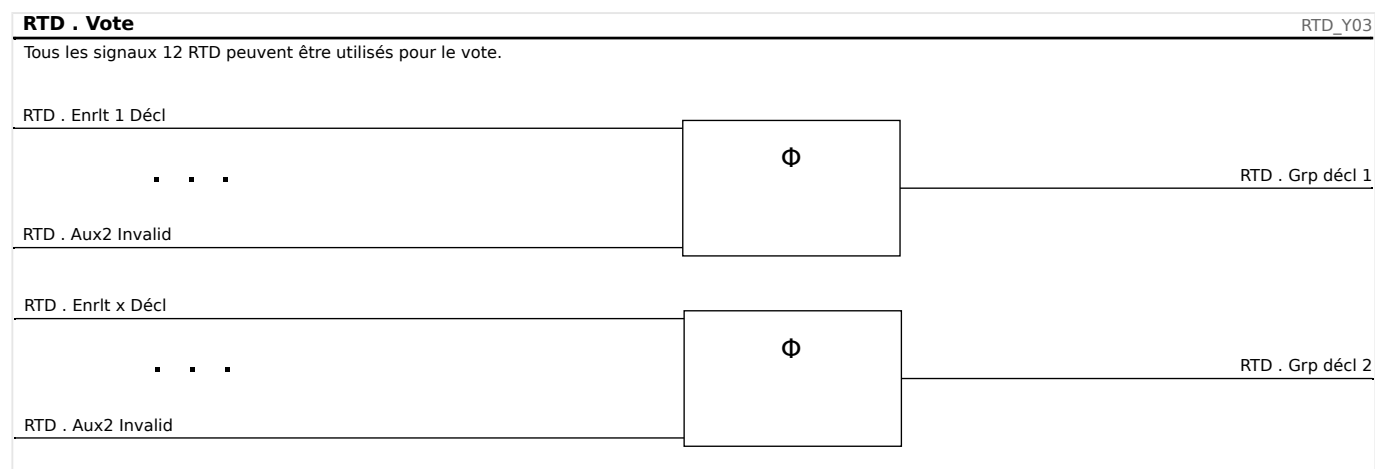 RTD . Vote
RTD_Y03
Tous les signaux 12 RTD peuvent être utilisés pour le vote.
RTD . Enrlt 1 Décl
Φ
. . .
RTD . Grp décl 1
RTD . Aux2 Invalid
RTD . Enrlt x Décl
Φ
. . .
RTD . Grp décl 2
RTD . Aux2 Invalid